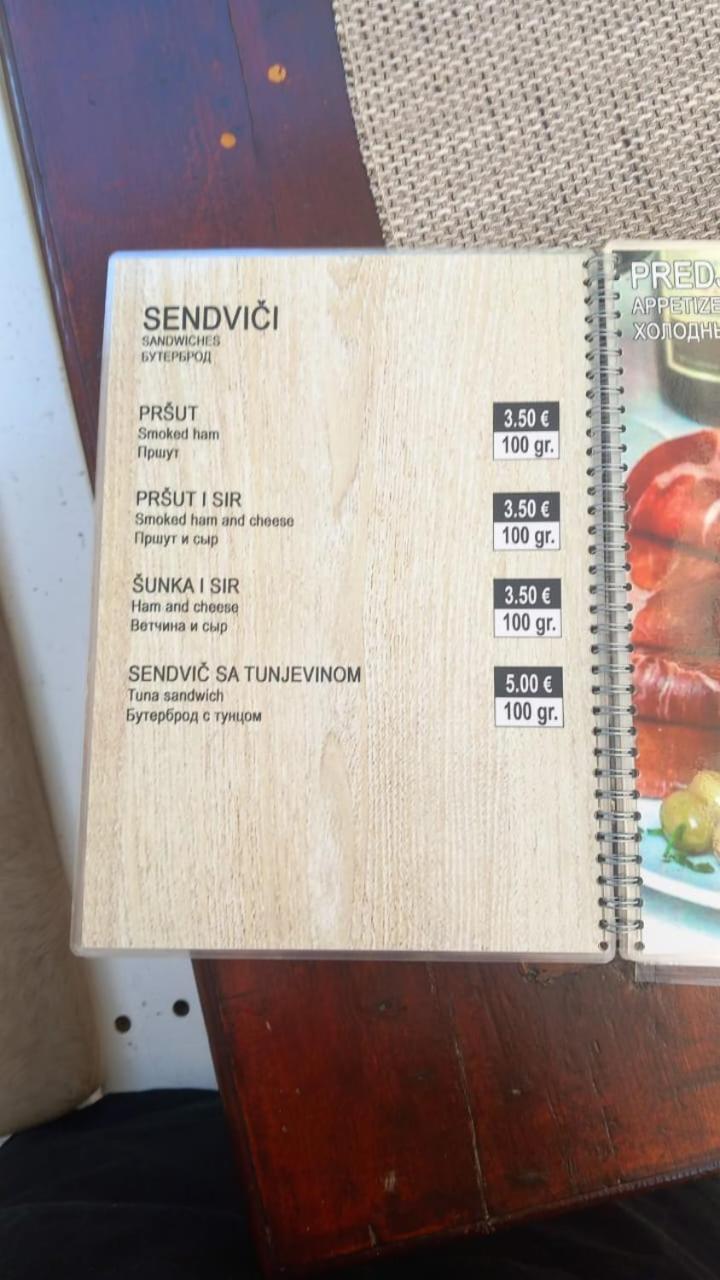 SENDVIČI
SANDWICHES
БУТЕРБРОД
PRŠUT
Smoked ham
Пршут
3.50 €
100 gr.
PRŠUT I SIR
Smoked ham and cheese
Пршут и сыр
3.50 €
100 gr.
ŠUNKA I SIR
Ham and cheese
Ветчина и сыр
3.50 €
100 gr.
SENDVIČ SA TUNJEVINOM
Tuna sandwich
Бутерброд с тунцом
5.00 €
100 gr.